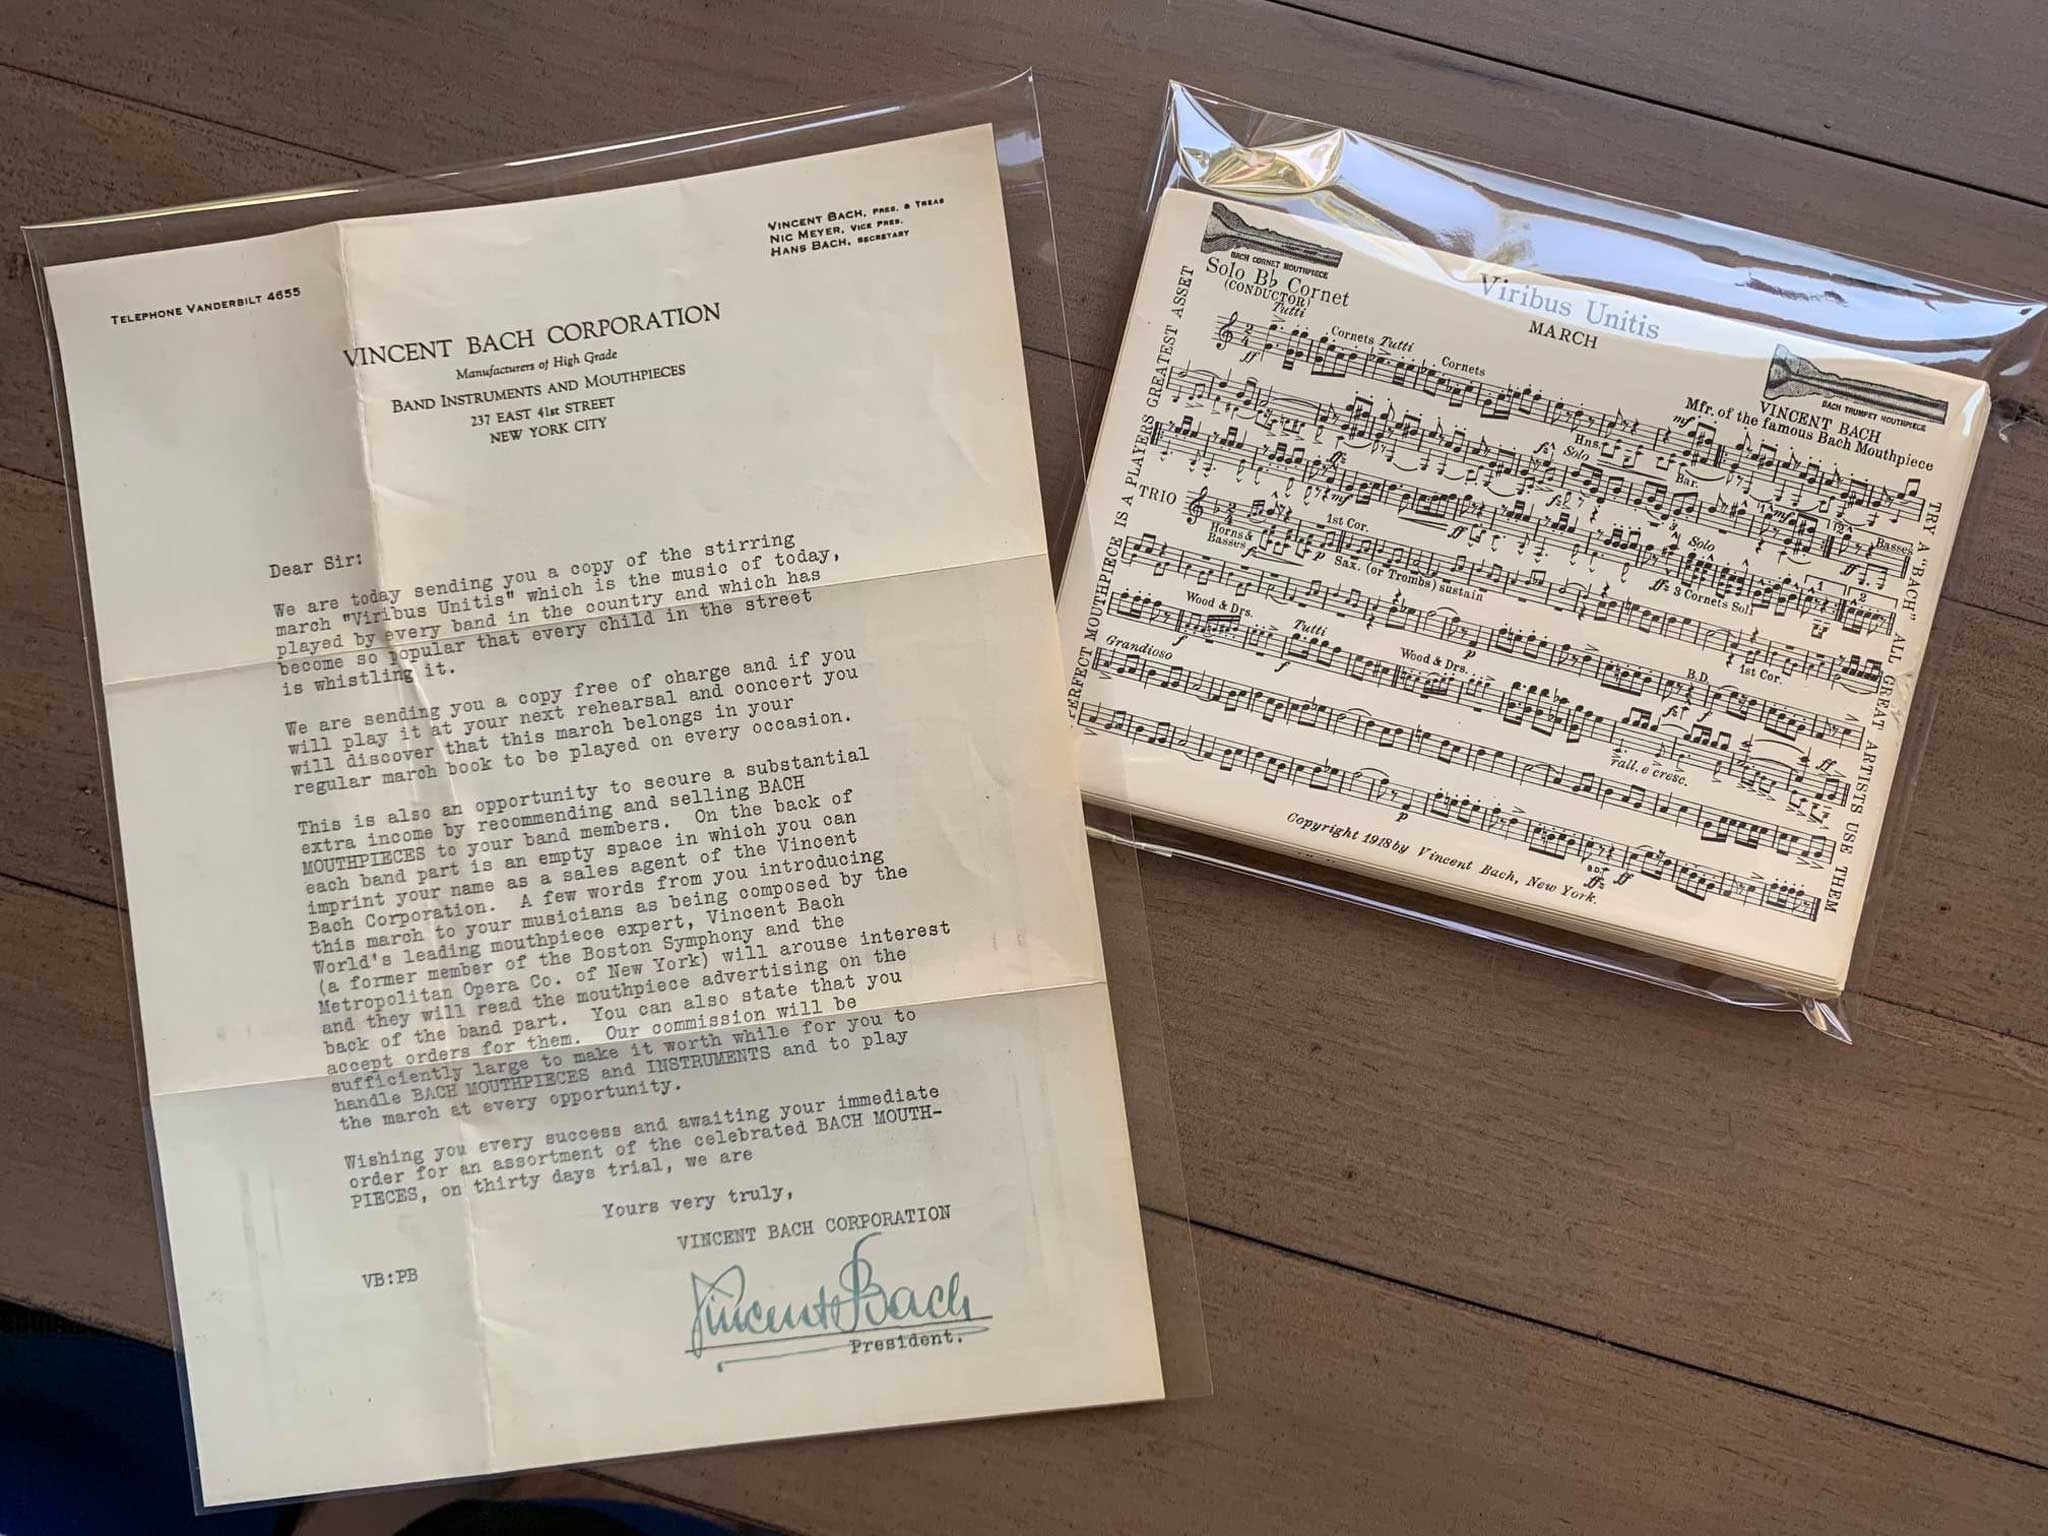 TELEPHONE VANDERBILT 4655
VINCENT BACH, PRES. & TREAS
NIC MEYER, VICE PRES.
HANS BACH, SECRETARY
VINCENT BACH CORPORATION
Manufacturers of High Grade
BAND INSTRUMENTS AND MOUTHPIECES
237 EAST 41st STREET
NEW YORK CITY
Dear Sir:
We are today sending you a copy of the stirring
march "Viribus Unitis" which is the music of today,
played by every band in the country and which has
become so popular that every child in the street
is whistling it.
We are sending you a copy free of charge and if you
will play it at your next rehearsal and concert you
will discover that this march belongs in your
regular march book to be played on every occasion.
This is also an opportunity to secure a substantial
extra income by recommending and selling BACH
MOUTHPIECES to your band members. On the back of
each band part is an empty space in which you can
imprint your name as a sales agent of the Vincent
Bach Corporation. A few words from you introducing
this march to your musicians as being composed by the
World's leading mouthpiece expert, Vincent Bach
(a former member of the Boston Symphony and the
Metropolitan Opera Co. of New York) will arouse interest
and they will read the mouthpiece advertising on the
back of the band part. You can also state that you
accept orders for them. Our commission will be
sufficiently large to make it worth while for you to
handle BACH MOUTHPIECES and INSTRUMENTS and to play
the march at every opportunity.
Wishing you every success and awaiting your immediate
order for an assortment of the celebrated BACH MOUTH-
PIECES, on thirty days trial, we are
Yours very truly,
VINCENT BACH CORPORATION
VB:PB
Vincent Bach
President.
BACH CORNET MOUTHPIECE
Solo B♭ Cornet
(CONDUCTOR)
Viribus Unitis
MARCH
BACH TRUMPET MOUTHPIECE
VINCENT BACH
Mfr. of the famous Bach Mouthpiece
PERFECT MOUTHPIECE IS A PLAYERS GREATEST ASSET
TRY A "BACH" ALL GREAT ARTISTS USE THEM
Tutti
ff
Cornets Tutti
Cornets
mf
Hns.
Solo
Bar.
mf
ff
Basses
TRIO
Horns &
Basses
f
p
1st Cor.
Sax. (or Trombs) sustain
3
Solo
3 Cornets Soli
1
2
Wood & Drs.
f
Tutti
f
p
Wood & Drs.
B.D.
1st Cor.
Grandioso
rall. e cresc.
ff
p
B.D.
ff
Copyright 1918 by Vincent Bach, New York.